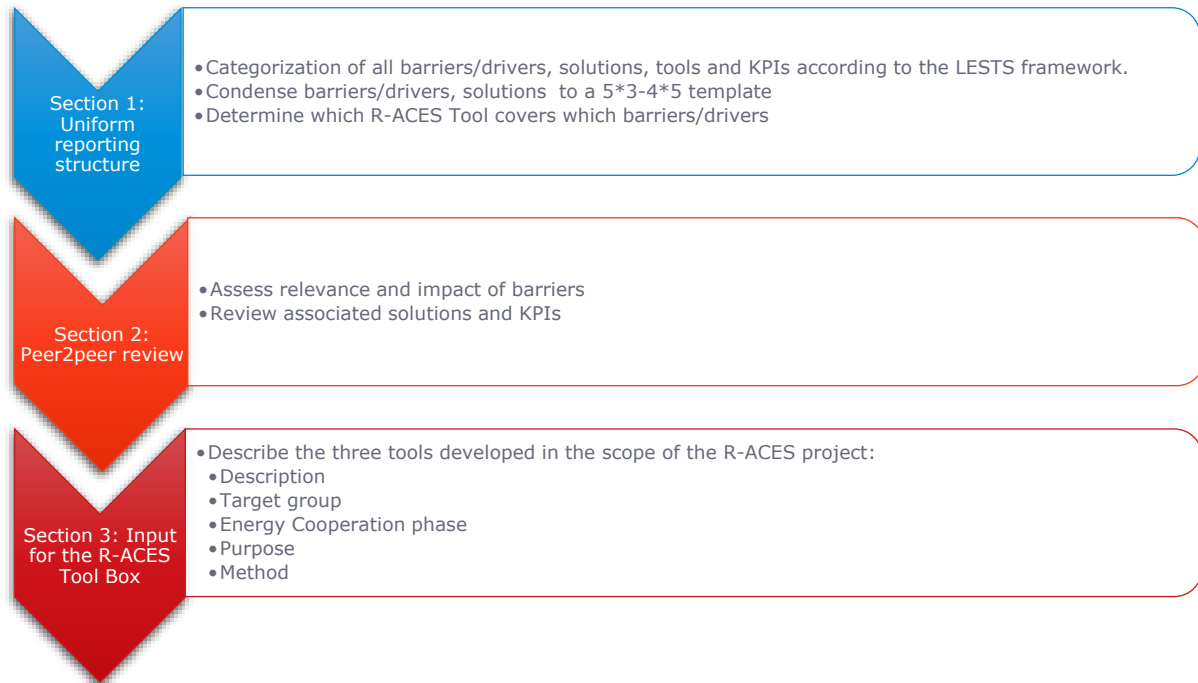 Section 1:
Uniform
reporting
structure
•Categorization of all barriers/drivers, solutions, tools and KPIs according to the LESTS framework.
•Condense barriers/drivers, solutions  to a 5*3-4*5 template
•Determine which R-ACES Tool covers which barriers/drivers
Section 2:
Peer2peer review
•Assess relevance and impact of barriers
•Review associated solutions and KPIs
Section 3: Input
for the R-ACES
Tool Box
•Describe the three tools developed in the scope of the R-ACES project:
•Description
•Target group
•Energy Cooperation phase
•Purpose
•Method